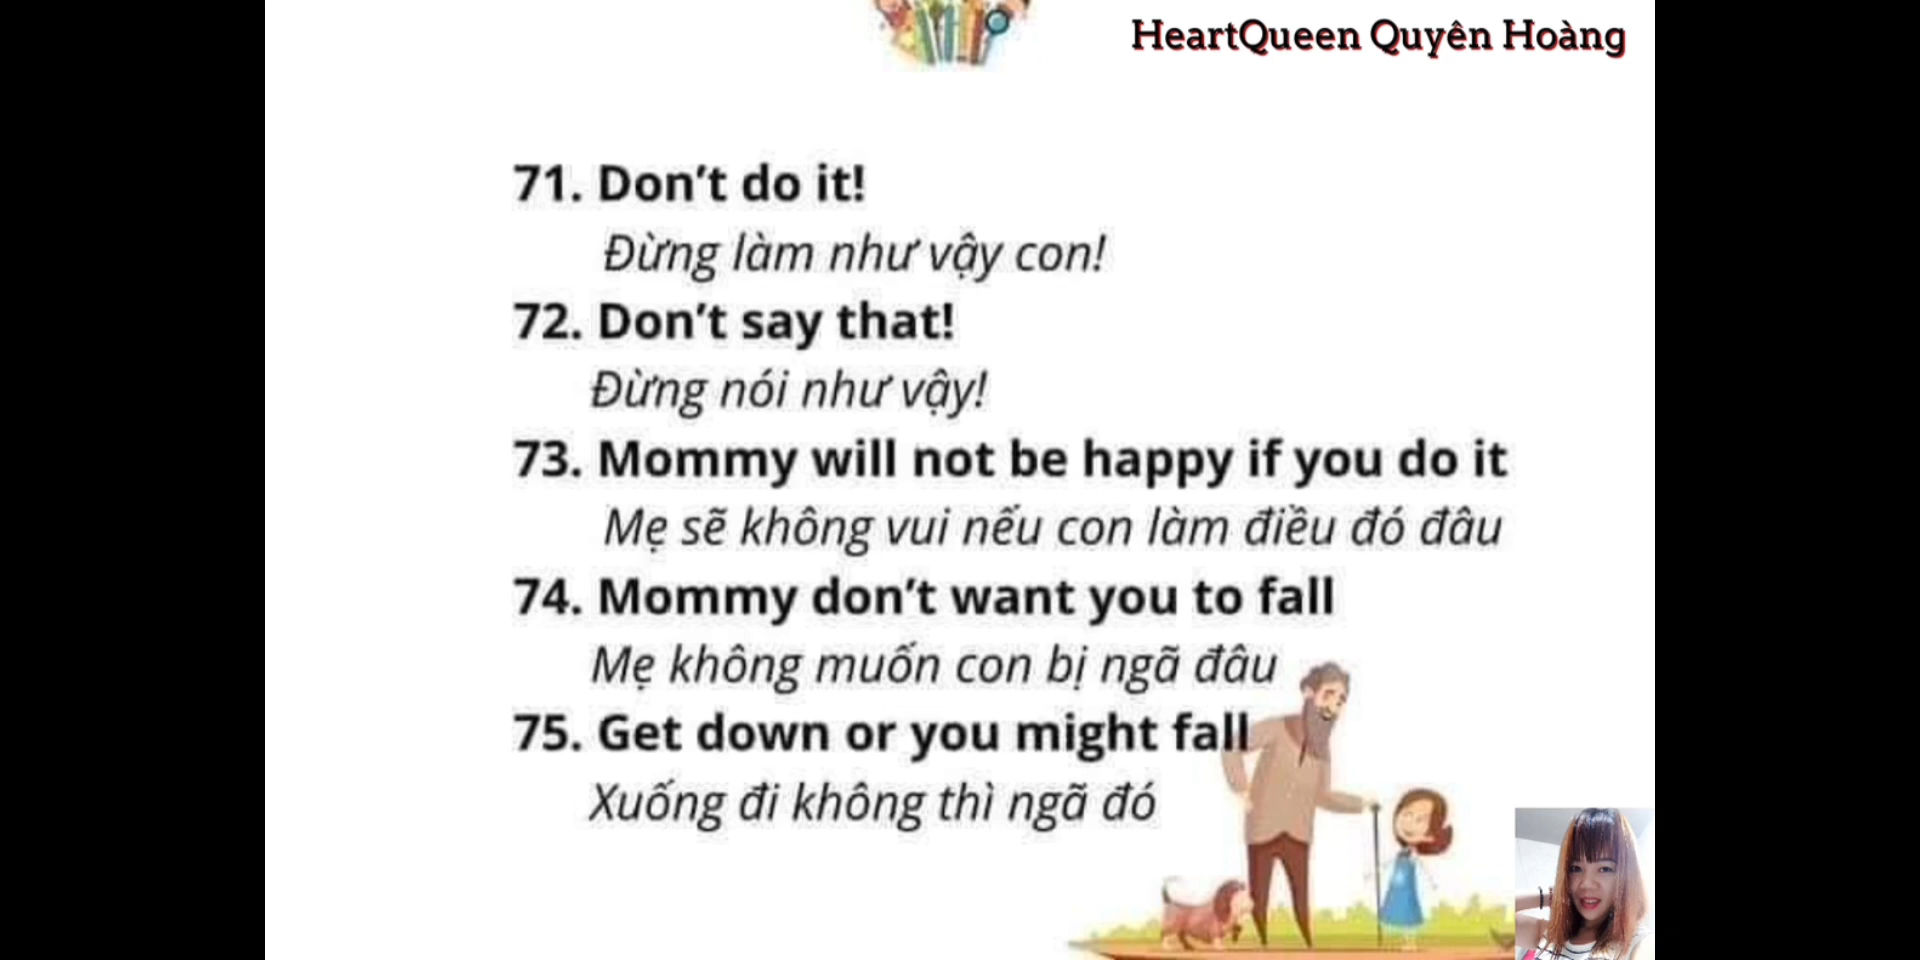 HeartQueen Quyên Hoàng
71. Don’t do it!
Đừng làm như vậy con!
72. Don’t say that!
Đừng nói như vậy!
73. Mommy will not be happy if you do it
Mẹ sẽ không vui nếu con làm điều đó đâu
74. Mommy don’t want you to fall
Mẹ không muốn con bị ngã đâu
75. Get down or you might fall
Xuống đi không thì ngã đó